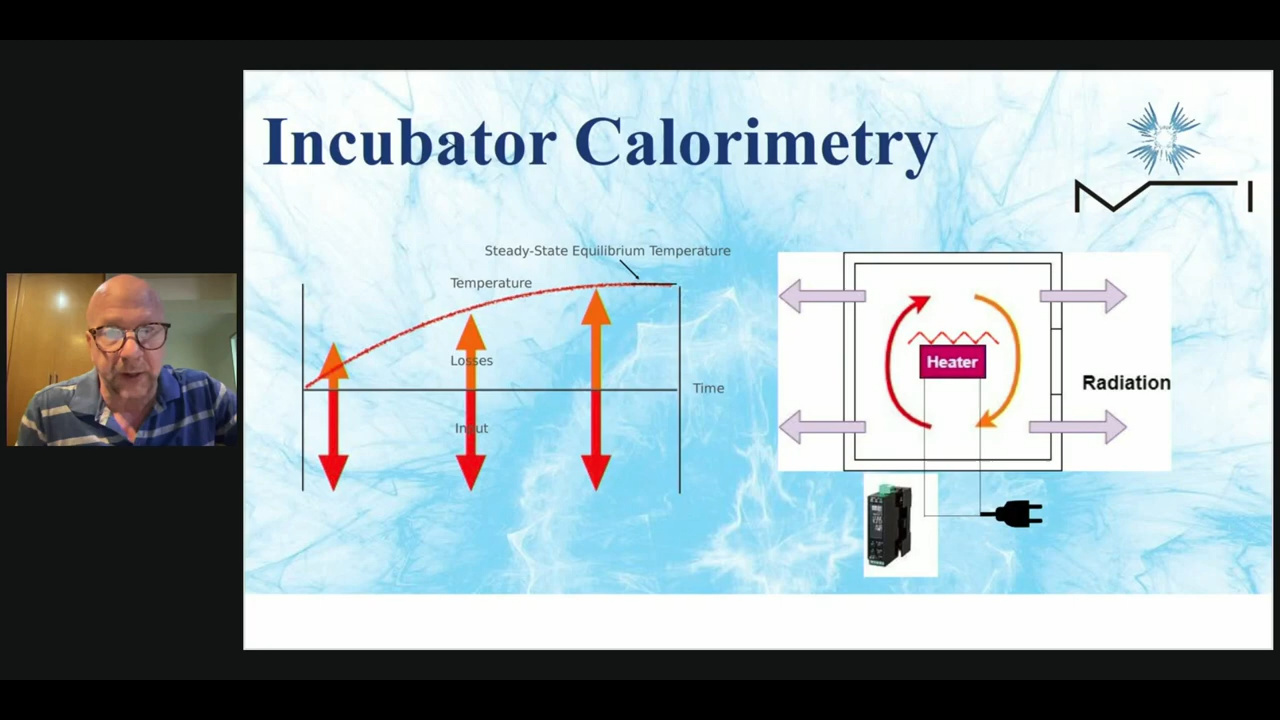 Incubator Calorimetry
Steady-State Equilibrium Temperature
Temperature
Losses
Time
Input
Heater
Radiation